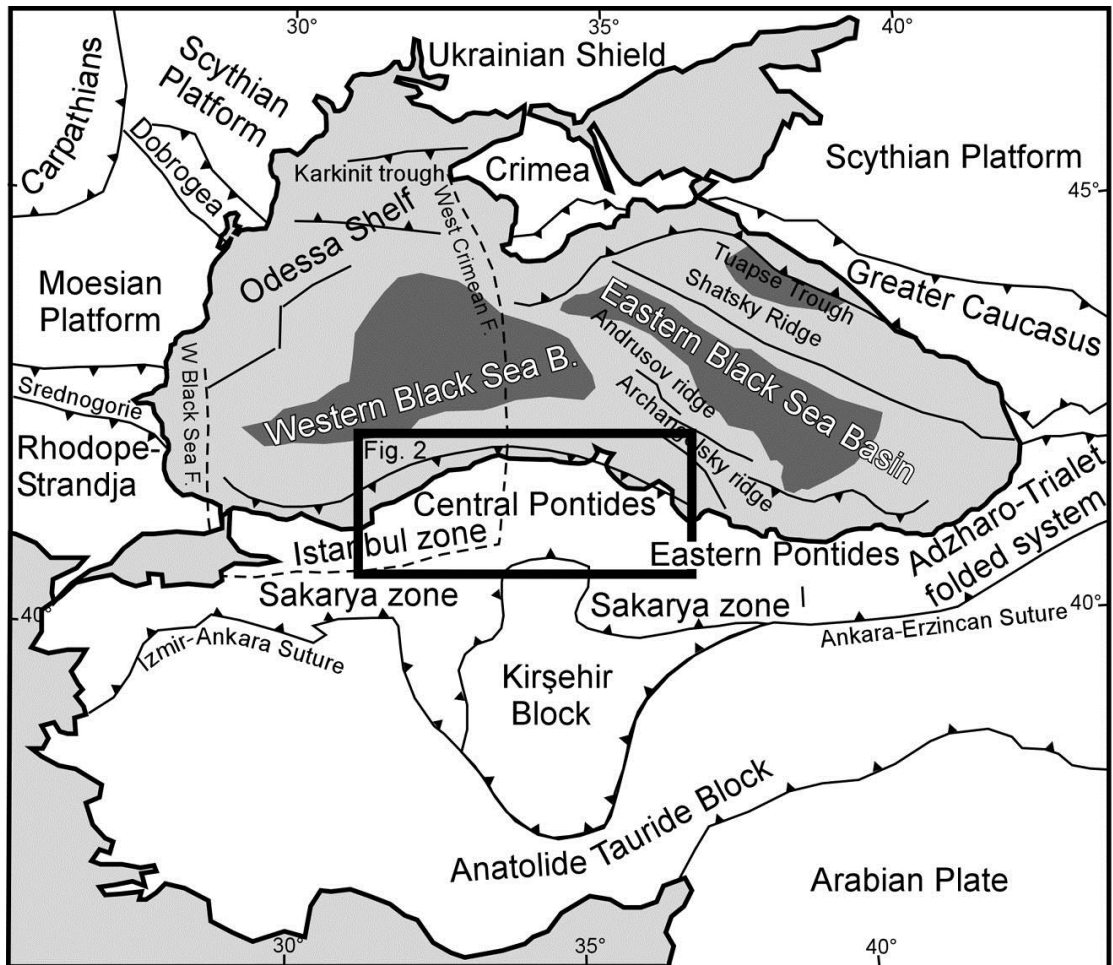 30°
35°
40°
Ukrainian Shield
Scythian
Platform
Carpathians
Dobrogea
Karkinit trough
Crimea
Scythian Platform
45°
Odessa Shelf
West Crimean F.
Tuapse Trough
Greater Caucasus
Moesian
Platform
Shatsky Ridge
Eastern Black Sea Basin
Andrusov ridge
Western Black Sea B.
W Black Sea F.
Archangelsky ridge
Srednogorie
Rhodope-
Strandja
Fig. 2
Central Pontides
Istanbul zone
Eastern Pontides
Adzharo-Trialet
folded system
Sakarya zone
Sakarya zone
40°
40°
Izmir-Ankara Suture
Ankara-Erzincan Suture
Kirşehir
Block
Anatolide Tauride Block
Arabian Plate
30°
35°
40°